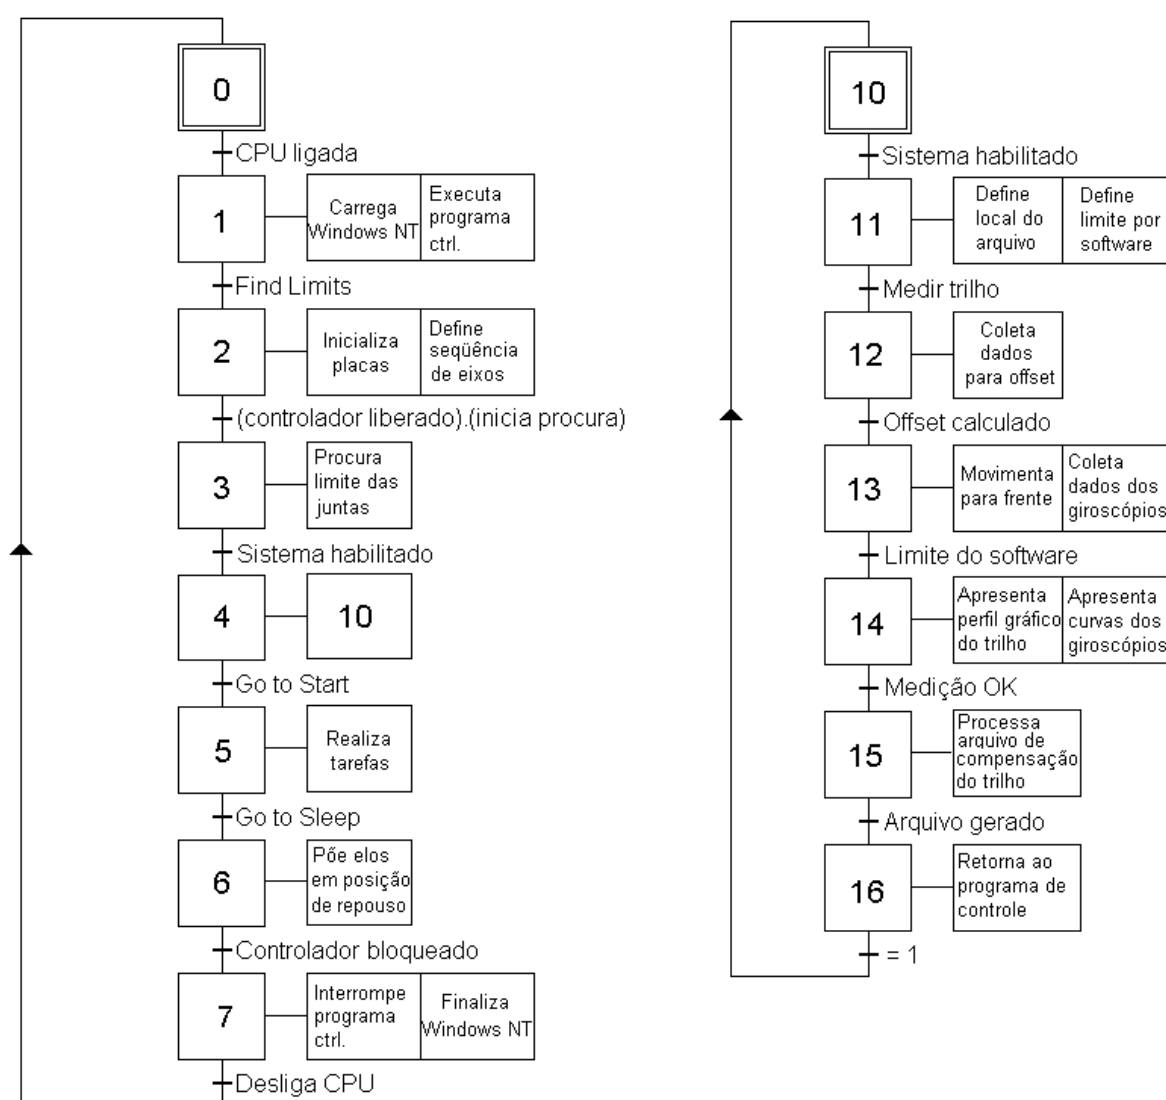 0
CPU ligada
1
Carrega
Windows NT
Executa
programa
ctrl.
Find Limits
2
Inicializa
placas
Define
seqüência
de eixos
(controlador liberado).(inicia procura)
3
Procura
limite das
juntas
Sistema habilitado
4
10
Go to Start
5
Realiza
tarefas
Go to Sleep
6
Põe elos
em posição
de repouso
Controlador bloqueado
7
Interrompe
programa
ctrl.
Finaliza
Windows NT
Desliga CPU
10
Sistema habilitado
11
Define
local do
arquivo
Define
limite por
software
Medir trilho
12
Coleta
dados
para offset
Offset calculado
13
Movimenta
para frente
Coleta
dados dos
giroscópios
Limite do software
14
Apresenta
perfil gráfico
do trilho
Apresenta
curvas dos
giroscópios
Medição OK
15
Processa
arquivo de
compensação
do trilho
Arquivo gerado
16
Retorna ao
programa de
controle
= 1